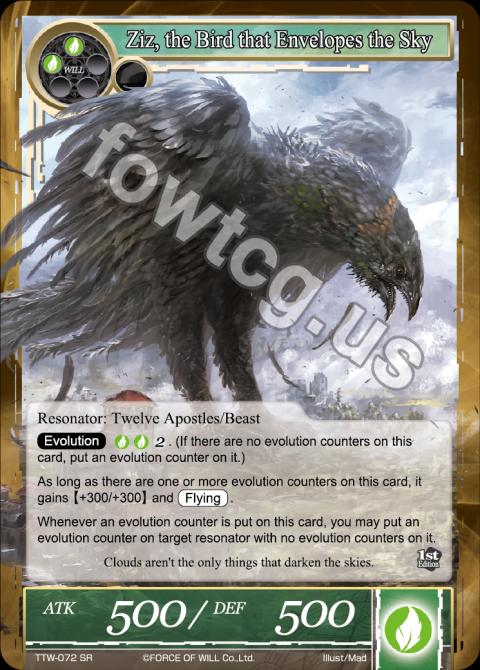 Ziz, the Bird that Envelopes the Sky
WILL
fowtcg.us
Resonator: Twelve Apostles/Beast
Evolution 2 . (If there are no evolution counters on this
card, put an evolution counter on it.)
As long as there are one or more evolution counters on this card, it
gains 【+300/+300】 and Flying .
Whenever an evolution counter is put on this card, you may put an
evolution counter on target resonator with no evolution counters on it.
Clouds aren't the only things that darken the skies.
1st
Edition
ATK 500 / DEF 500
TTW-072 SR ©FORCE OF WILL Co.,Ltd. Illust/Mad